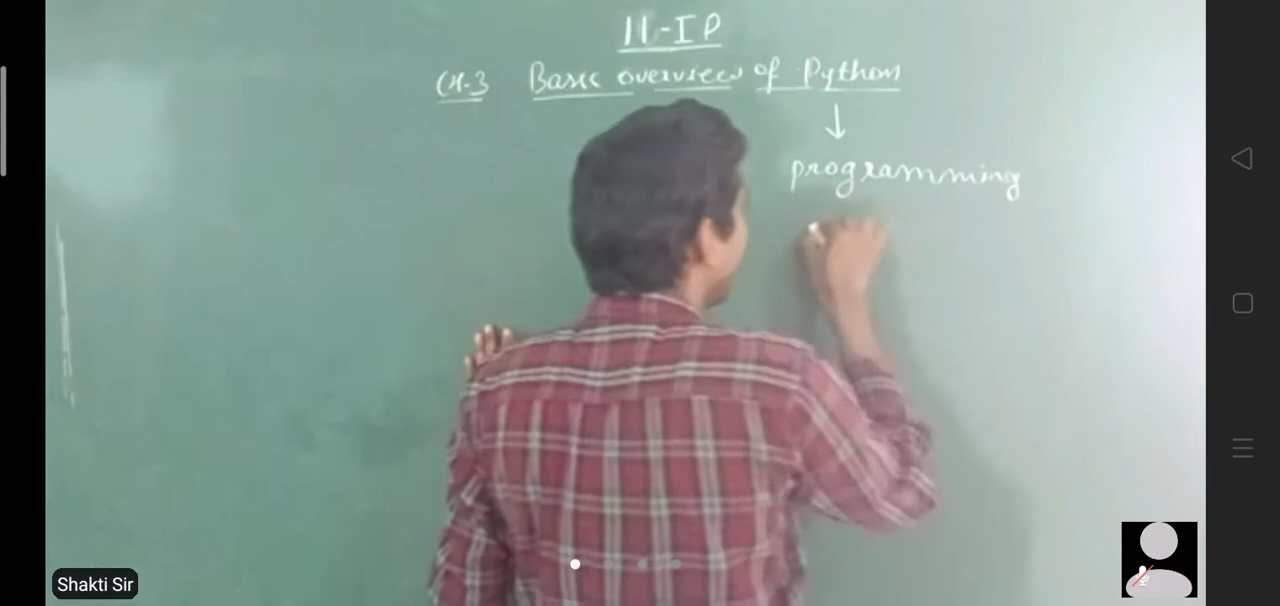 11-IP
CH-3 Basic overview of Python
↓
programming
Shakti Sir